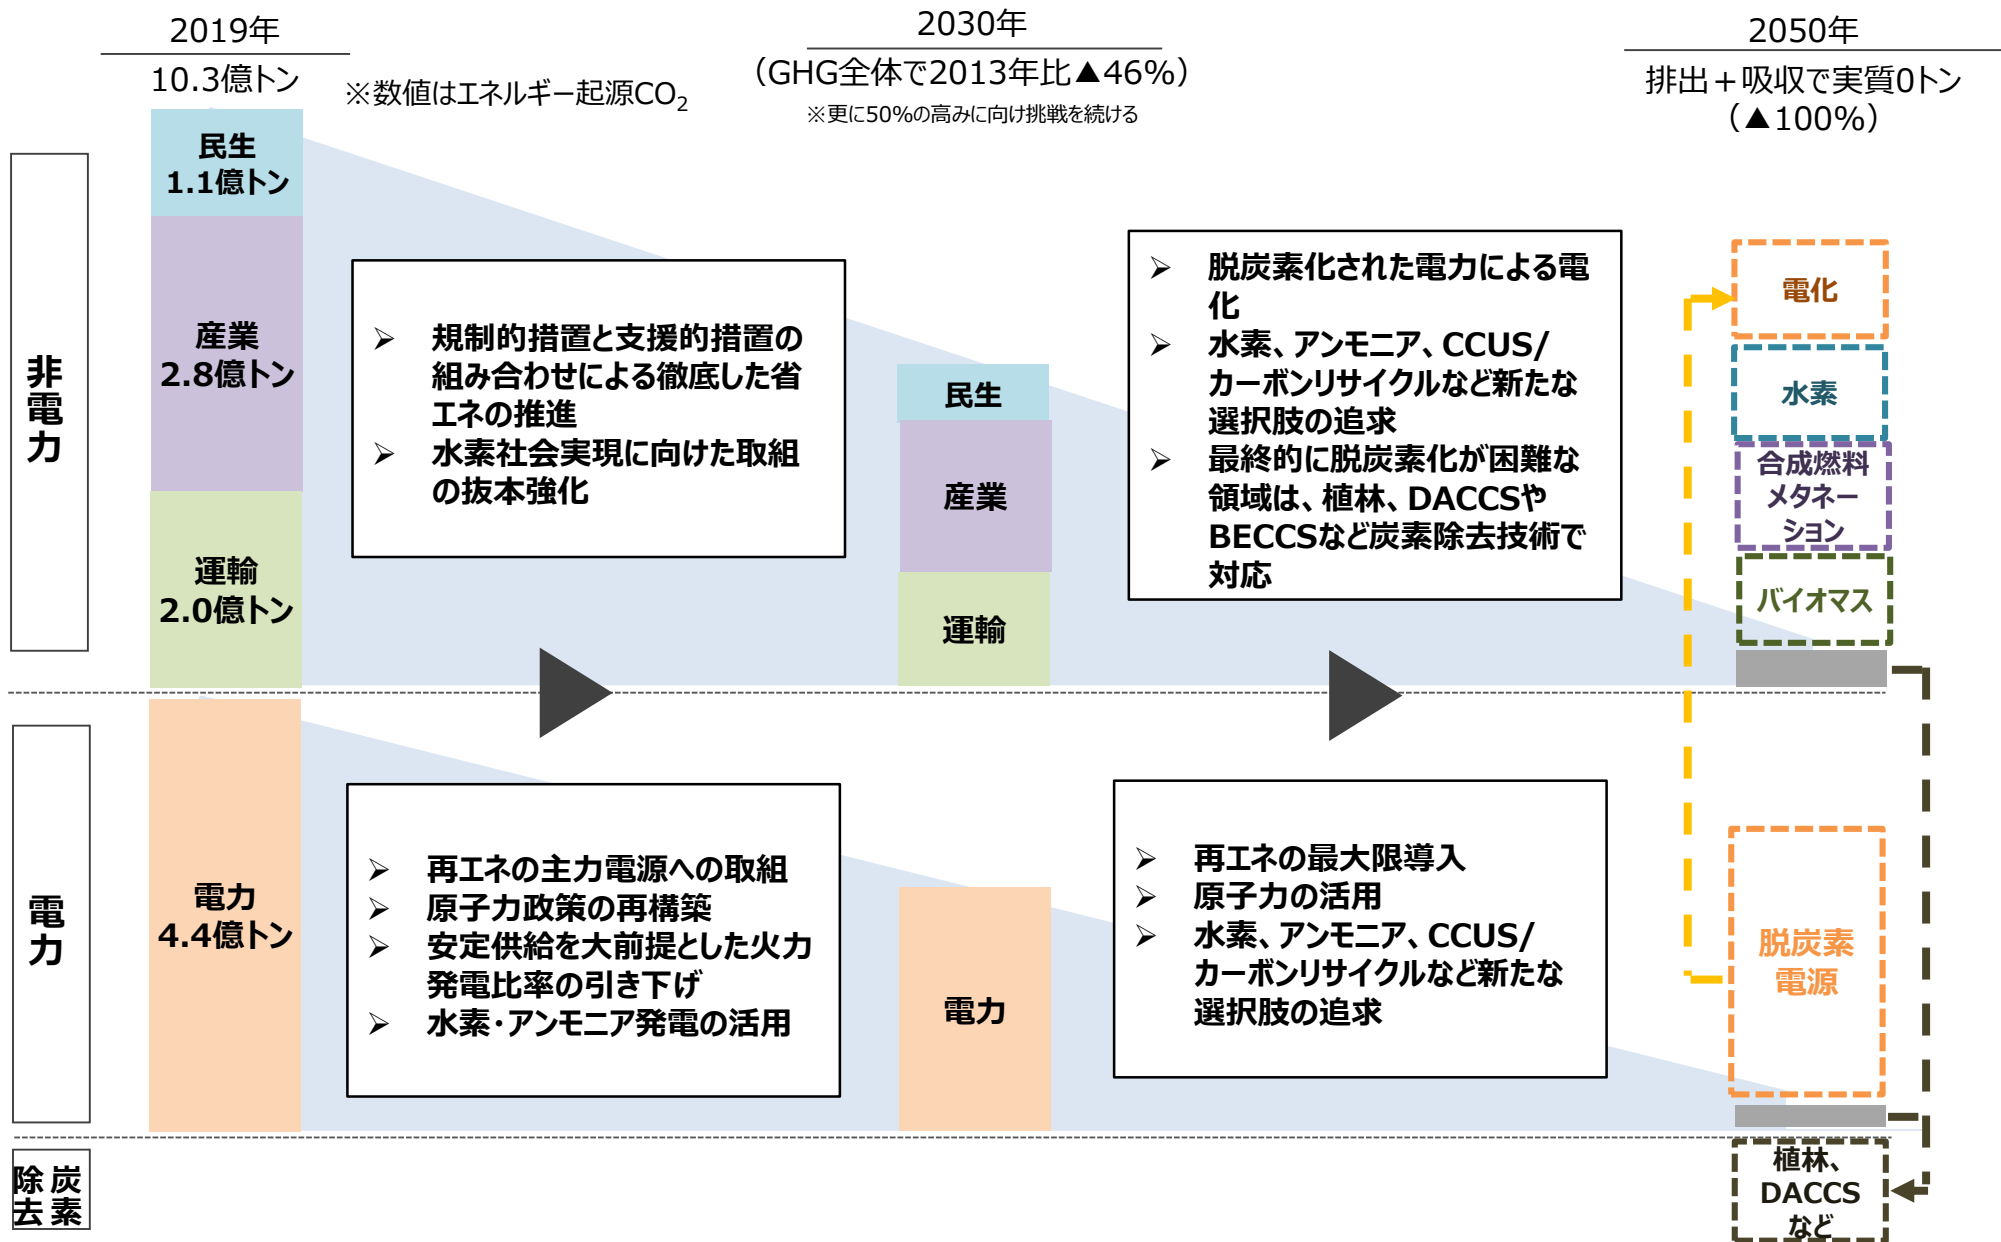 2019年
10.3億トン
※数値はエネルギー起源CO2
2030年
（GHG全体で2013年比▲46%）
※更に50%の高みに向け挑戦を続ける
2050年
排出＋吸収で実質0トン
（▲100%）
非電力
民生
1.1億トン
産業
2.8億トン
運輸
2.0億トン
➢ 規制的措置と支援的措置の
組み合わせによる徹底した省
エネの推進
➢ 水素社会実現に向けた取組
の抜本強化
民生
産業
運輸
➢ 脱炭素化された電力による電
化
➢ 水素、アンモニア、CCUS/
カーボンリサイクルなど新たな
選択肢の追求
➢ 最終的に脱炭素化が困難な
領域は、植林、DACCSや
BECCSなど炭素除去技術で
対応
電化
水素
合成燃料
メタネー
ション
バイオマス
電力
電力
4.4億トン
➢ 再エネの主力電源への取組
➢ 原子力政策の再構築
➢ 安定供給を大前提とした火力
発電比率の引き下げ
➢ 水素・アンモニア発電の活用
電力
➢ 再エネの最大限導入
➢ 原子力の活用
➢ 水素、アンモニア、CCUS/
カーボンリサイクルなど新たな
選択肢の追求
脱炭素
電源
炭素
除去
植林、
DACCS
など